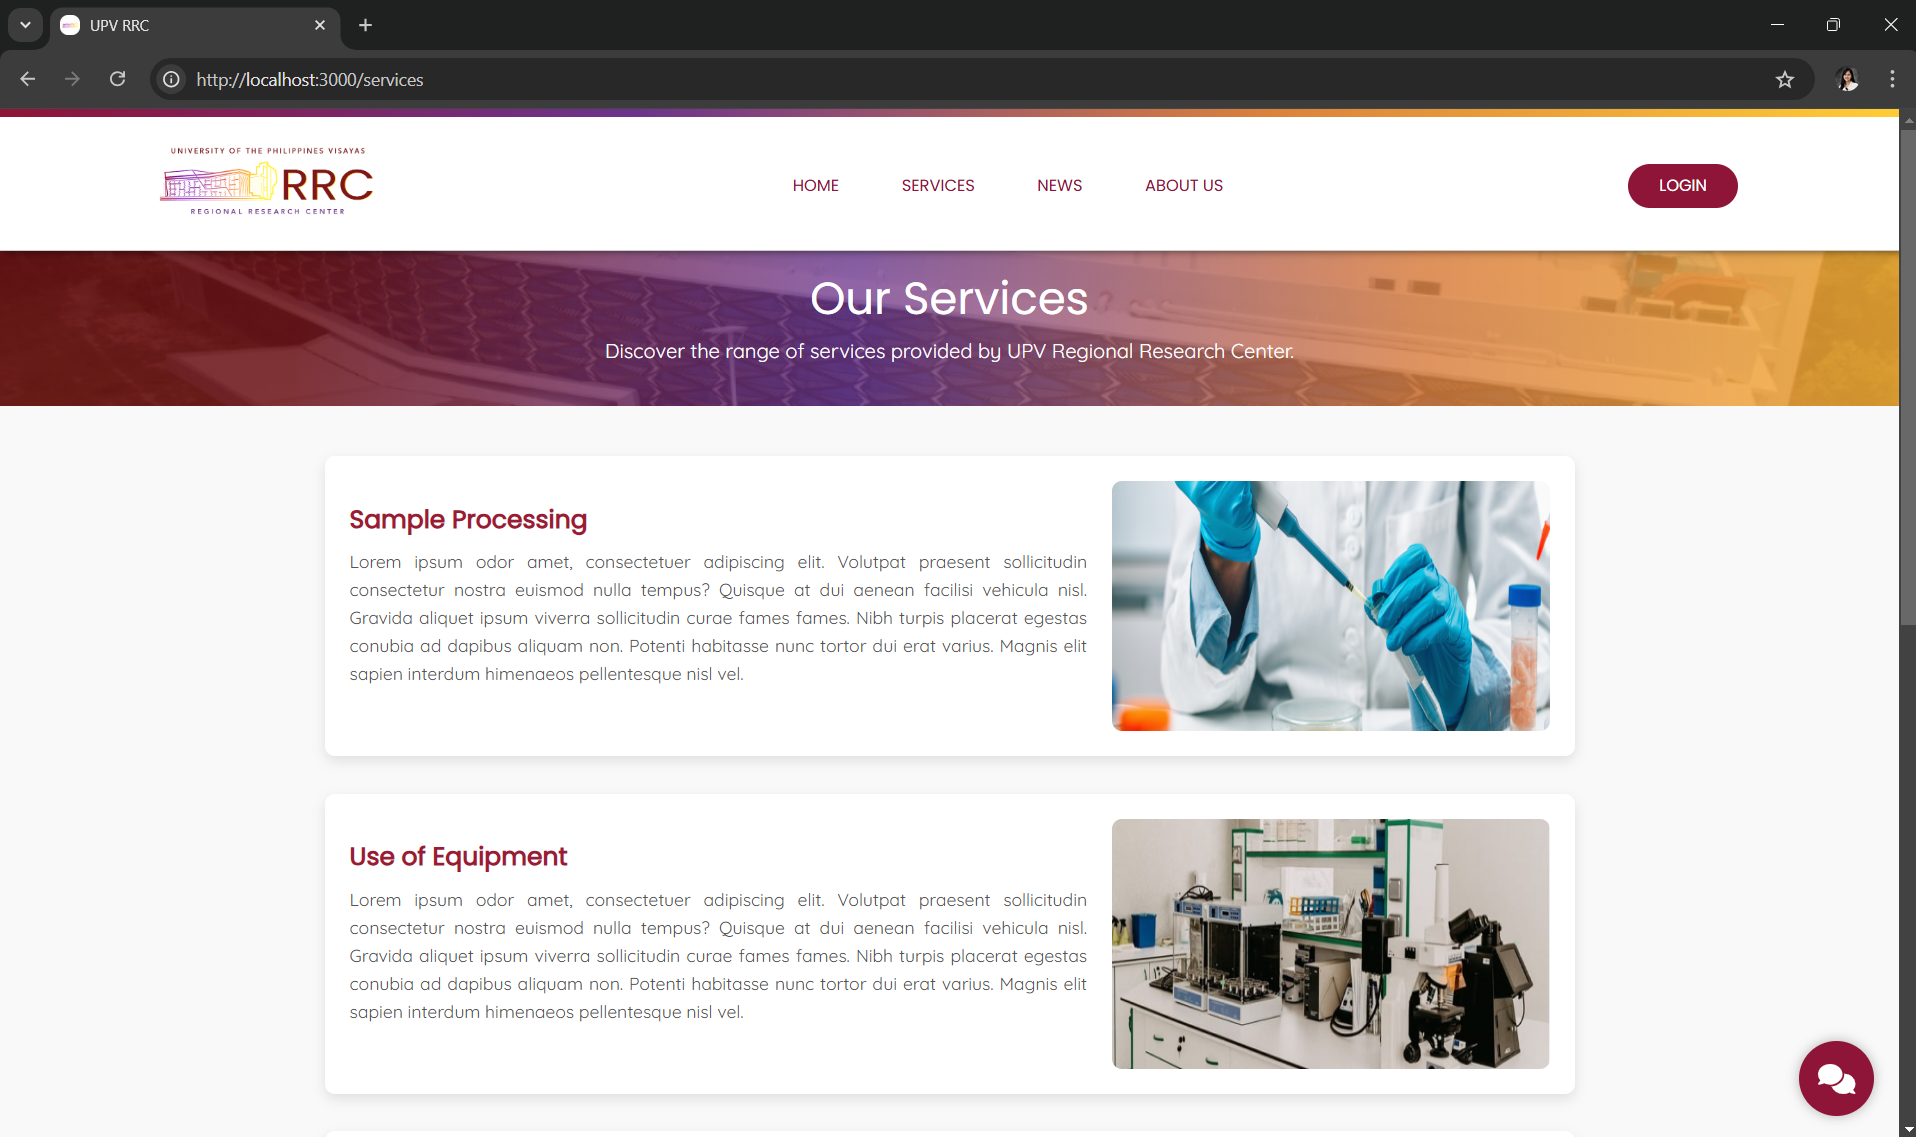 UPV RRC
http://localhost:3000/services
UNIVERSITY OF THE PHILIPPINES VISAYAS
RRC
REGIONAL RESEARCH CENTER
HOME
SERVICES
NEWS
ABOUT US
LOGIN
Our Services
Discover the range of services provided by UPV Regional Research Center.
Sample Processing
Lorem ipsum odor amet, consectetuer adipiscing elit. Volutpat praesent sollicitudin
consectetur nostra euismod nulla tempus? Quisque at dui aenean facilisi vehicula nisl.
Gravida aliquet ipsum viverra sollicitudin curae fames fames. Nibh turpis placerat egestas
conubia ad dapibus aliquam non. Potenti habitasse nunc tortor dui erat varius. Magnis elit
sapien interdum himenaeos pellentesque nisl vel.
Use of Equipment
Lorem ipsum odor amet, consectetuer adipiscing elit. Volutpat praesent sollicitudin
consectetur nostra euismod nulla tempus? Quisque at dui aenean facilisi vehicula nisl.
Gravida aliquet ipsum viverra sollicitudin curae fames fames. Nibh turpis placerat egestas
conubia ad dapibus aliquam non. Potenti habitasse nunc tortor dui erat varius. Magnis elit
sapien interdum himenaeos pellentesque nisl vel.